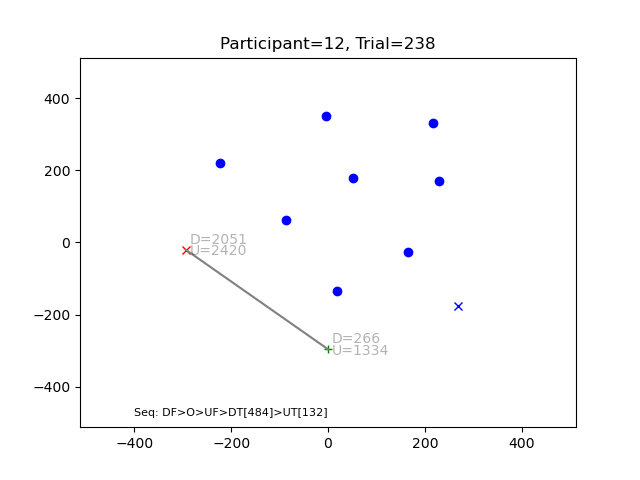 Participant=12, Trial=238
400
200
0
−200
−400
D=2051
U=2420
D=266
U=1334
Seq: DF>O>UF>DT[484]>UT[132]
−400
−200
0
200
400